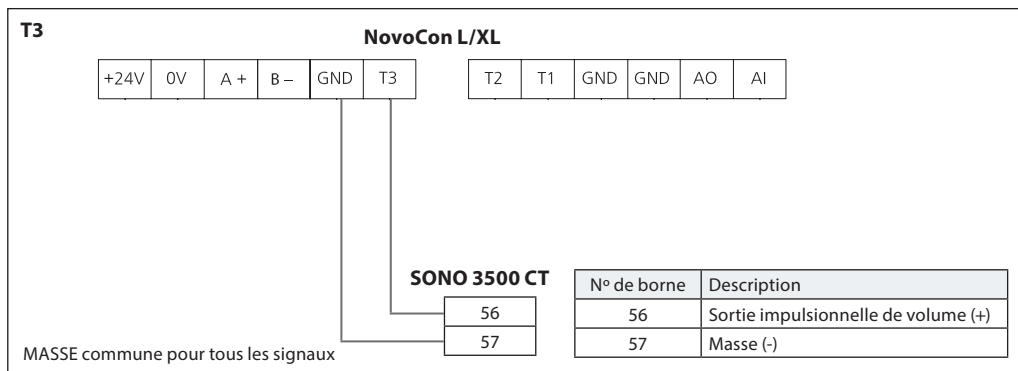 T3
NovoCon L/XL
+24V 0V A + B – GND T3 T2 T1 GND GND AO AI
SONO 3500 CT
56
57
Nº de borne Description
56 Sortie impulsionnelle de volume (+)
57 Masse (-)
MASSE commune pour tous les signaux